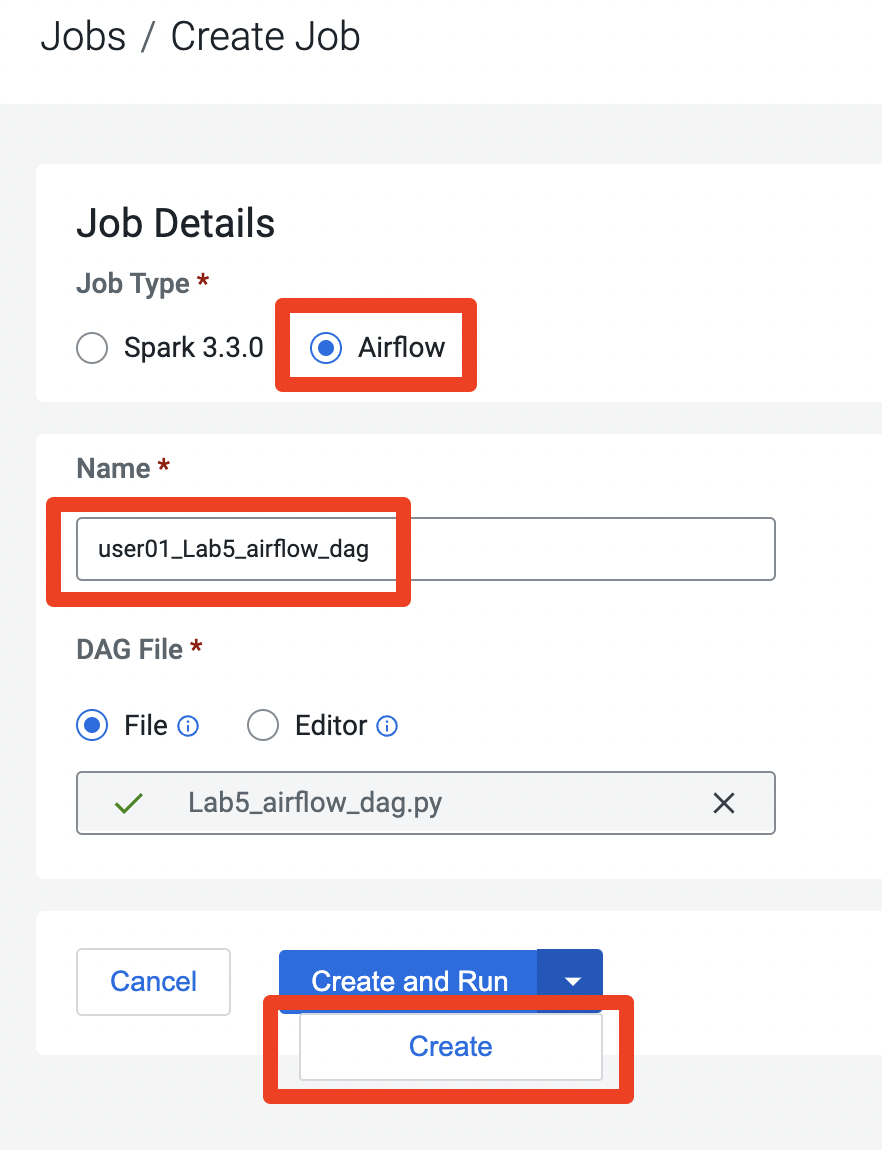 Jobs / Create Job
Job Details
Job Type *
Spark 3.3.0 Airflow
Name *
user01_Lab5_airflow_dag
DAG File *
File Editor
Lab5_airflow_dag.py
Cancel Create and Run
Create